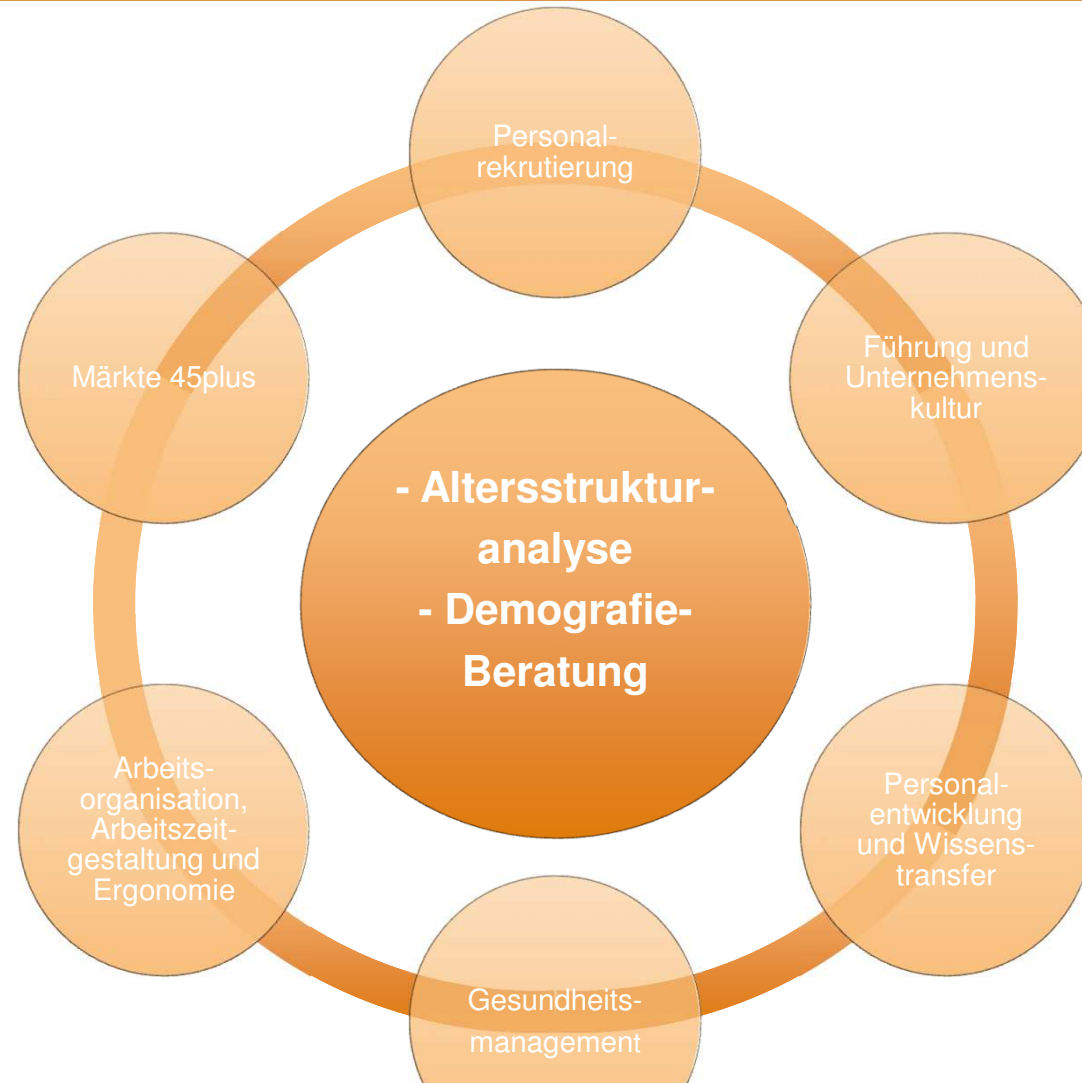 Personal-
rekrutierung
Führung und
Unternehmens-
kultur
Märkte 45plus
- Altersstruktur-
analyse
- Demografie-
Beratung
Personal-
entwicklung
und Wissens-
transfer
Arbeits-
organisation,
Arbeitszeit-
gestaltung und
Ergonomie
Gesundheits-
management